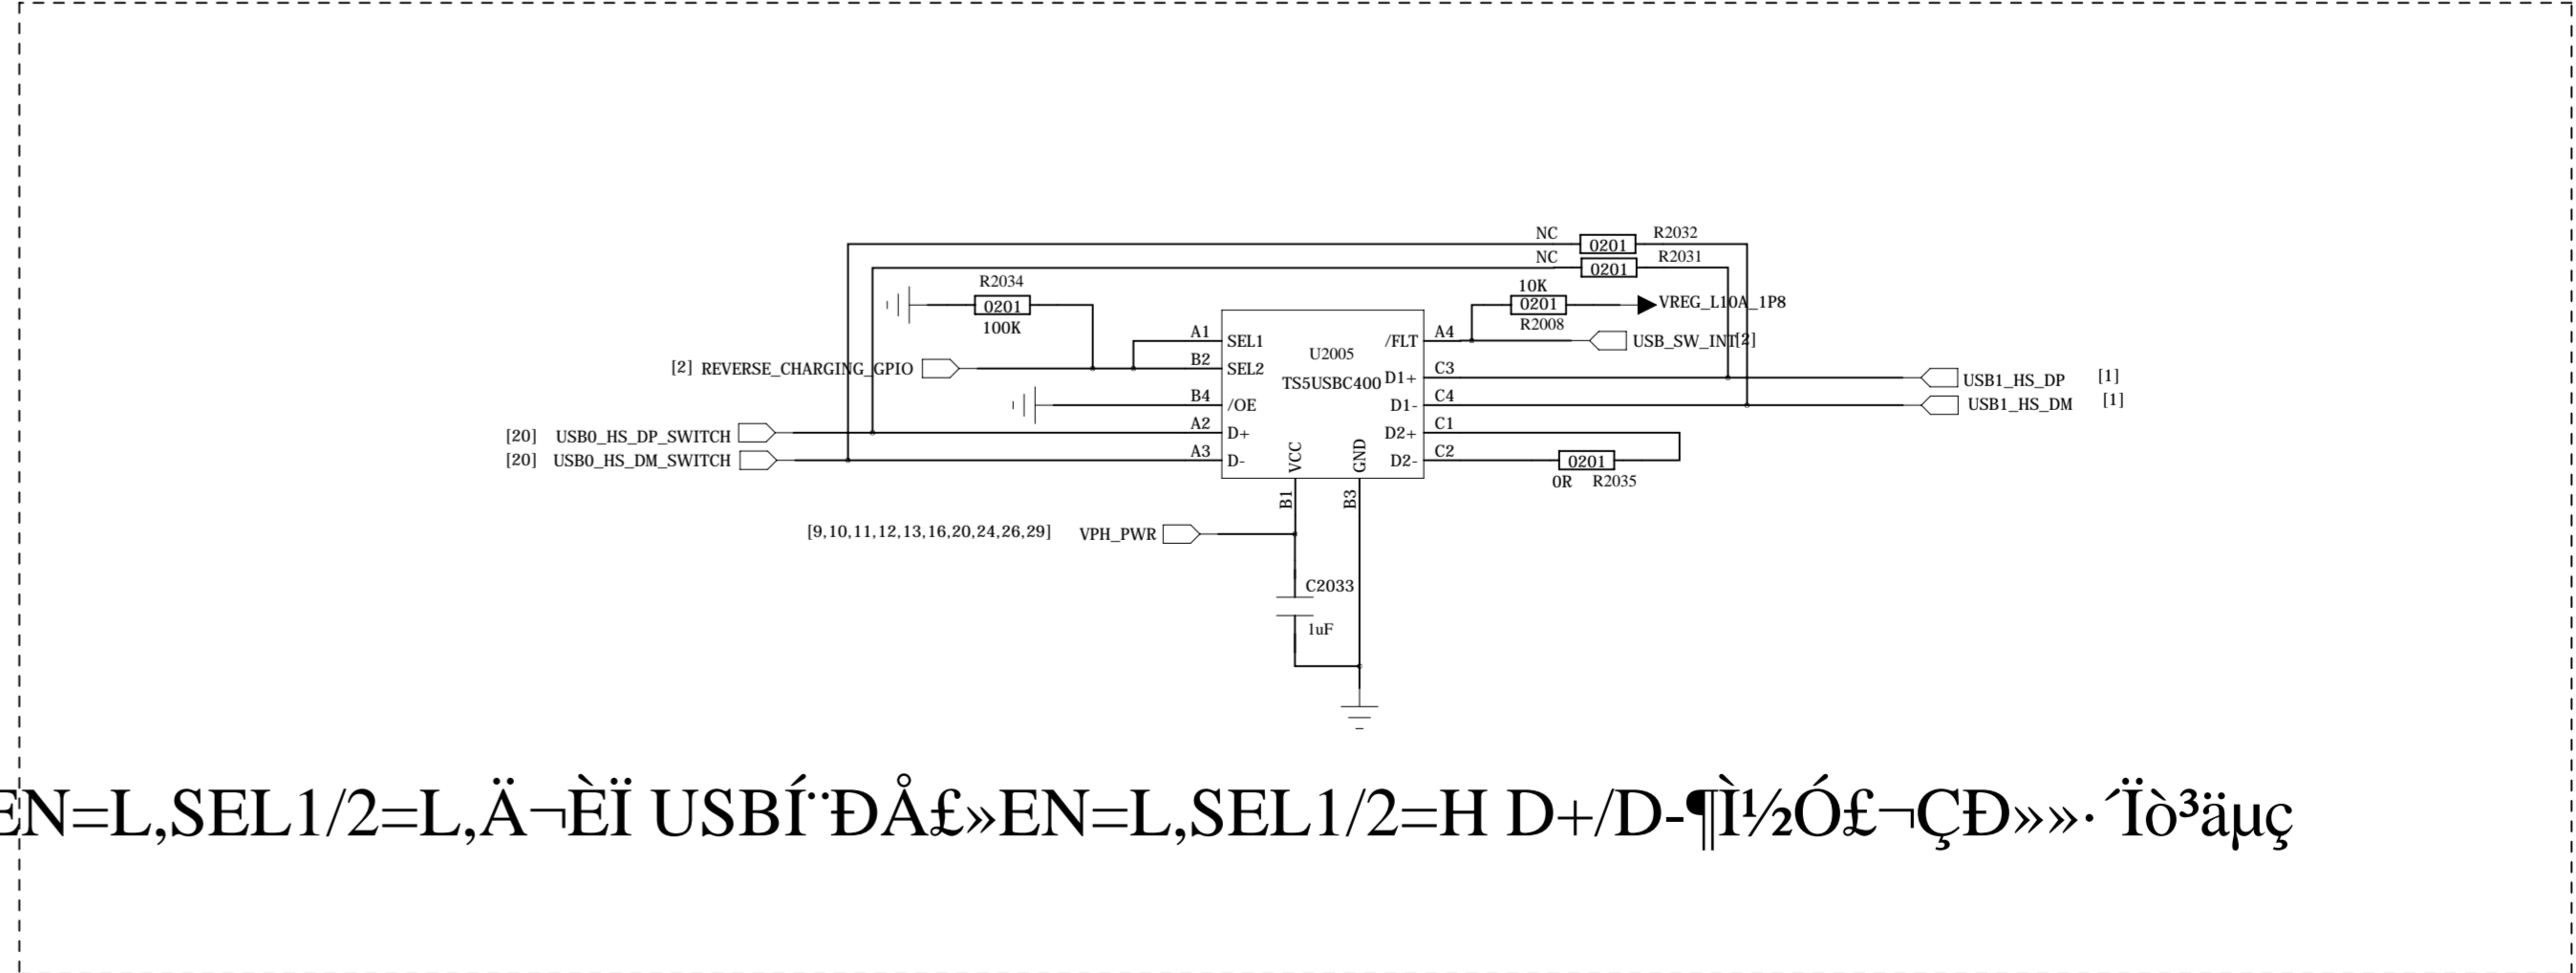 NC
R2032
0201
NC
R2031
0201
R2034
0201
100K
10K
0201
R2008
VREG_L10A_1P8
A1
SEL1
U2005
/FLT
A4
USB_SW_INT[2]
[2] REVERSE_CHARGING_GPIO
B2
SEL2
TS5USBC400
D1+
C3
USB1_HS_DP [1]
B4
/OE
D1-
C4
USB1_HS_DM [1]
[20] USB0_HS_DP_SWITCH
A2
D+
D2+
C1
[20] USB0_HS_DM_SWITCH
A3
D-
VCC
GND
D2-
C2
0201
0R R2035
B1
B3
[9,10,11,12,13,16,20,24,26,29] VPH_PWR
C2033
1uF
EN=L,SEL1/2=L,Ä¬ÈÏ USBÍ¨ÐÅ£»EN=L,SEL1/2=H D+/D-¶Ì½Ó£¬ÇÐ»»·´Ïò³äµç